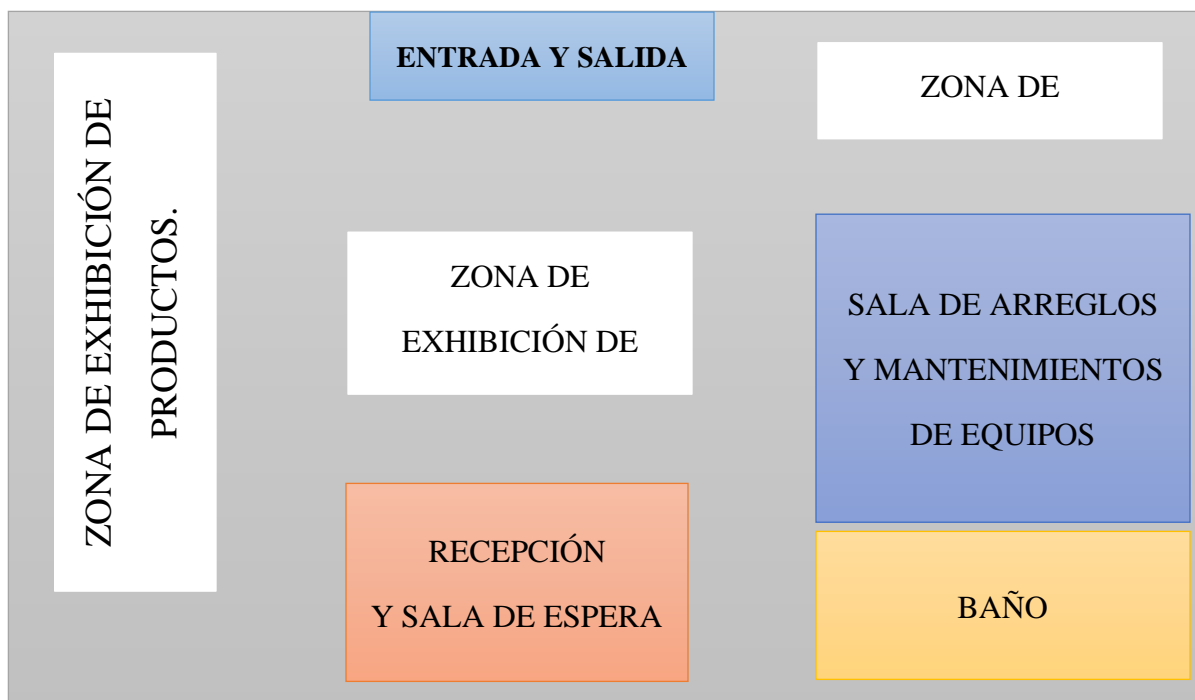 ENTRADA Y SALIDA
ZONA DE
ZONA DE EXHIBICIÓN DE
PRODUCTOS.
ZONA DE
EXHIBICIÓN DE
SALA DE ARREGLOS
Y MANTENIMIENTOS
DE EQUIPOS
RECEPCIÓN
Y SALA DE ESPERA
BAÑO